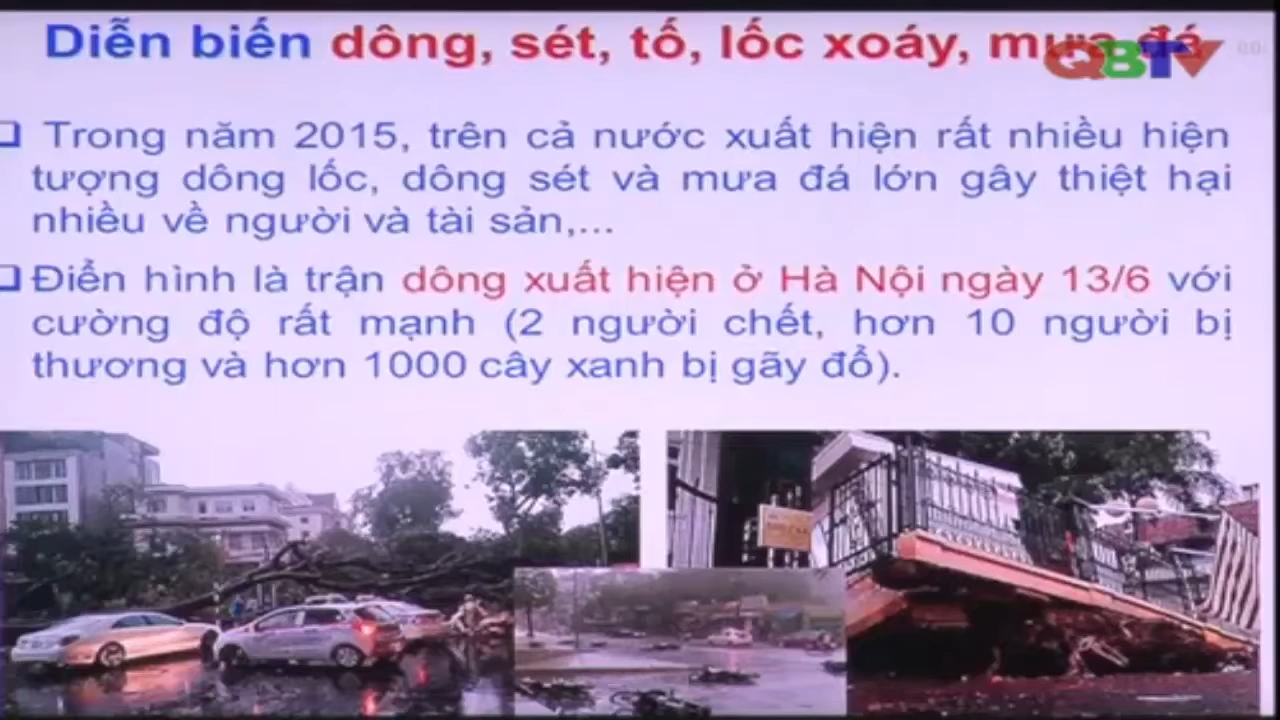 Diễn biến dông, sét, tố, lốc xoáy, mưa đá
QBTV
Trong năm 2015, trên cả nước xuất hiện rất nhiều hiện
tượng dông lốc, dông sét và mưa đá lớn gây thiệt hại
nhiều về người và tài sản,...
Điển hình là trận dông xuất hiện ở Hà Nội ngày 13/6 với
cường độ rất mạnh (2 người chết, hơn 10 người bị
thương và hơn 1000 cây xanh bị gãy đổ).